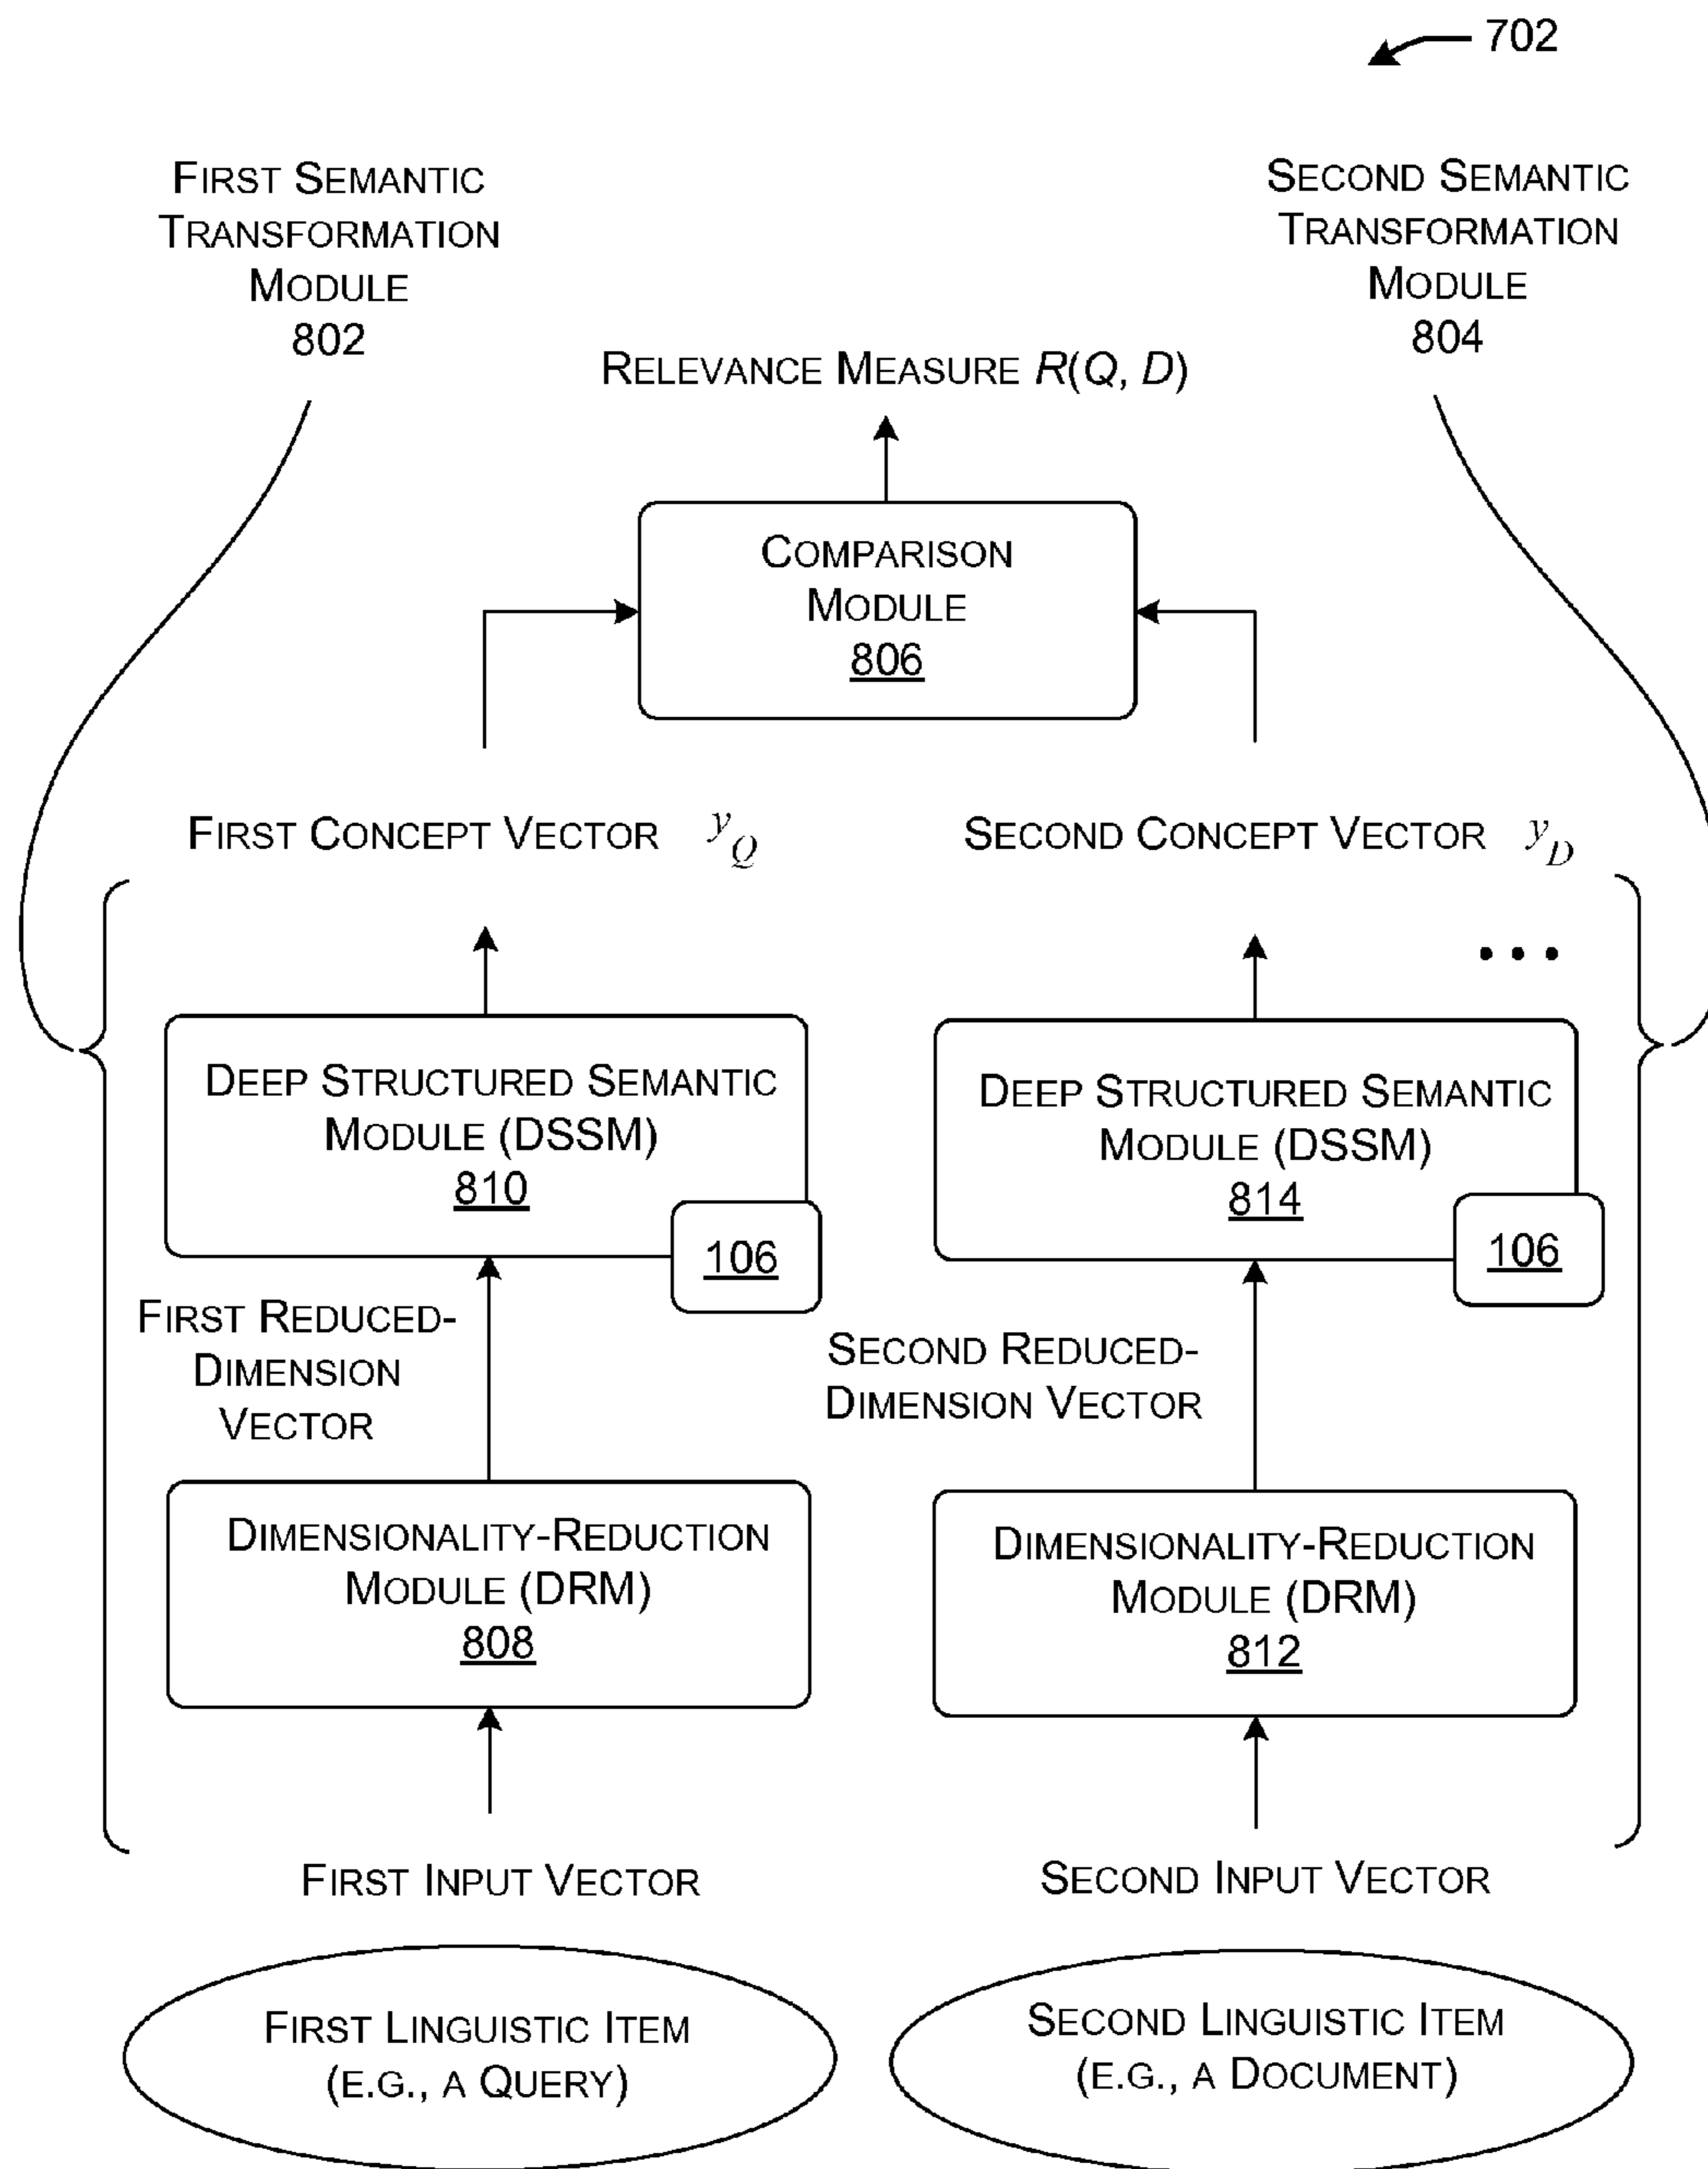 702
FIRST SEMANTIC
TRANSFORMATION
MODULE
802
SECOND SEMANTIC
TRANSFORMATION
MODULE
804
RELEVANCE MEASURE R(Q, D)
COMPARISON
MODULE
806
FIRST CONCEPT VECTOR y_Q
SECOND CONCEPT VECTOR y_D
• • •
DEEP STRUCTURED SEMANTIC
MODULE (DSSM)
810
106
DEEP STRUCTURED SEMANTIC
MODULE (DSSM)
814
106
FIRST REDUCED-
DIMENSION
VECTOR
SECOND REDUCED-
DIMENSION VECTOR
DIMENSIONALITY-REDUCTION
MODULE (DRM)
808
DIMENSIONALITY-REDUCTION
MODULE (DRM)
812
FIRST INPUT VECTOR
SECOND INPUT VECTOR
FIRST LINGUISTIC ITEM
(E.G., A QUERY)
SECOND LINGUISTIC ITEM
(E.G., A DOCUMENT)